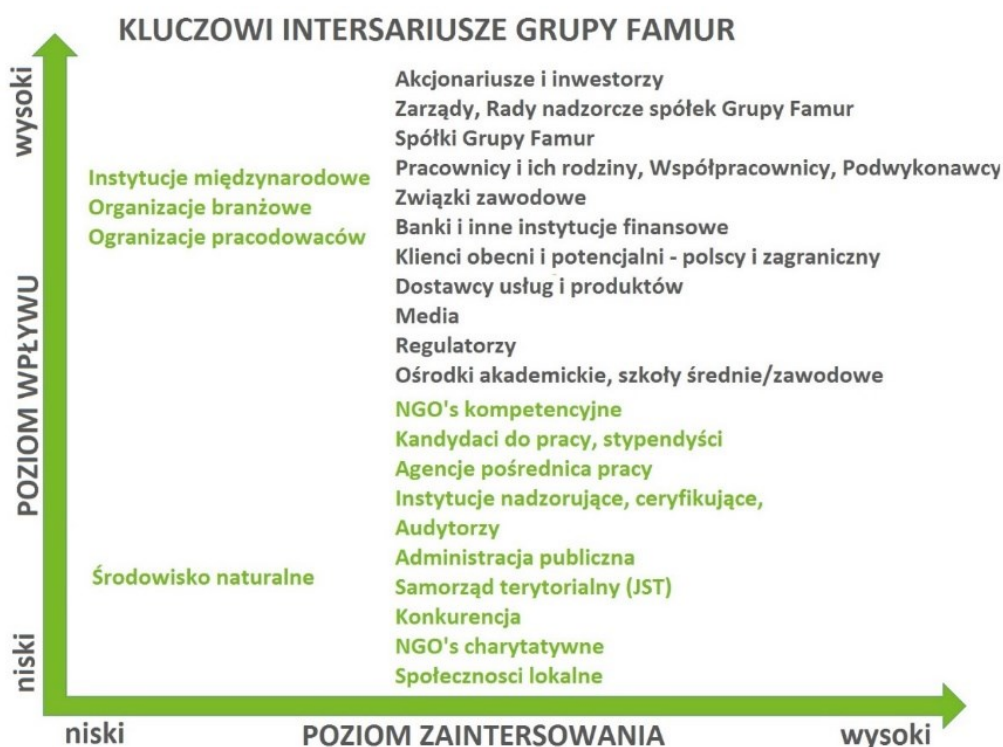 KLUCZOWI INTERSARIUSZE GRUPY FAMUR
wysoki
POZIOM WPŁYWU
niski
Instytucje międzynarodowe
Organizacje branżowe
Ogranizacje pracodowaców
Środowisko naturalne
Akcjonariusze i inwestorzy
Zarządy, Rady nadzorcze spółek Grupy Famur
Spółki Grupy Famur
Pracownicy i ich rodziny, Współpracownicy, Podwykonawcy
Związki zawodowe
Banki i inne instytucje finansowe
Klienci obecni i potencjalni - polscy i zagraniczny
Dostawcy usług i produktów
Media
Regulatorzy
Ośrodki akademickie, szkoły średnie/zawodowe
NGO's kompetencyjne
Kandydaci do pracy, stypendyści
Agencje pośrednica pracy
Instytucje nadzorujące, ceryfikujące,
Audytorzy
Administracja publiczna
Samorząd terytorialny (JST)
Konkurencja
NGO's charytatywne
Społecznosci lokalne
niski
POZIOM ZAINTERSOWANIA
wysoki